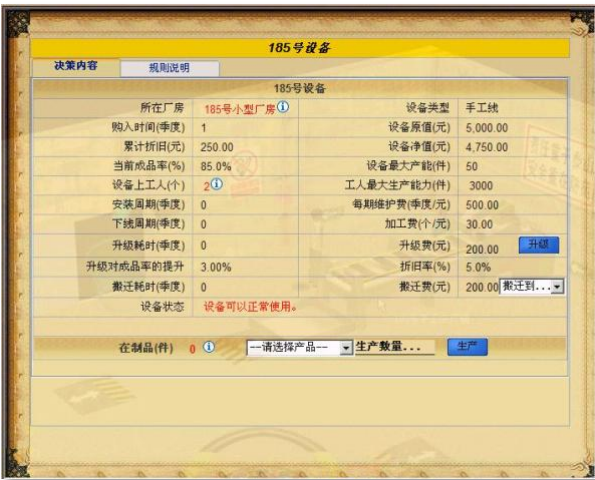 185号设备
决策内容 规则说明
185号设备
所在厂房 185号小型厂房 设备类型 手工线
购入时间(季度) 1 设备原值(元) 5,000.00
累计折旧(元) 250.00 设备净值(元) 4,750.00
当前成品率(%) 85.0% 设备最大产能(件) 50
设备上工人(个) 2 工人最大生产能力(件) 3000
安装周期(季度) 0 每期维护费(季度/元) 500.00
下线周期(季度) 0 加工费(个/元) 30.00
升级耗时(季度) 0 升级费(元) 200.00 升级
升级对成品率的提升 3.00% 折旧率(%) 5.0%
搬迁耗时(季度) 0 搬迁费(元) 200.00 搬迁到...
设备状态 设备可以正常使用。
在制品(件) 0 --请选择产品-- 生产数量... 生产